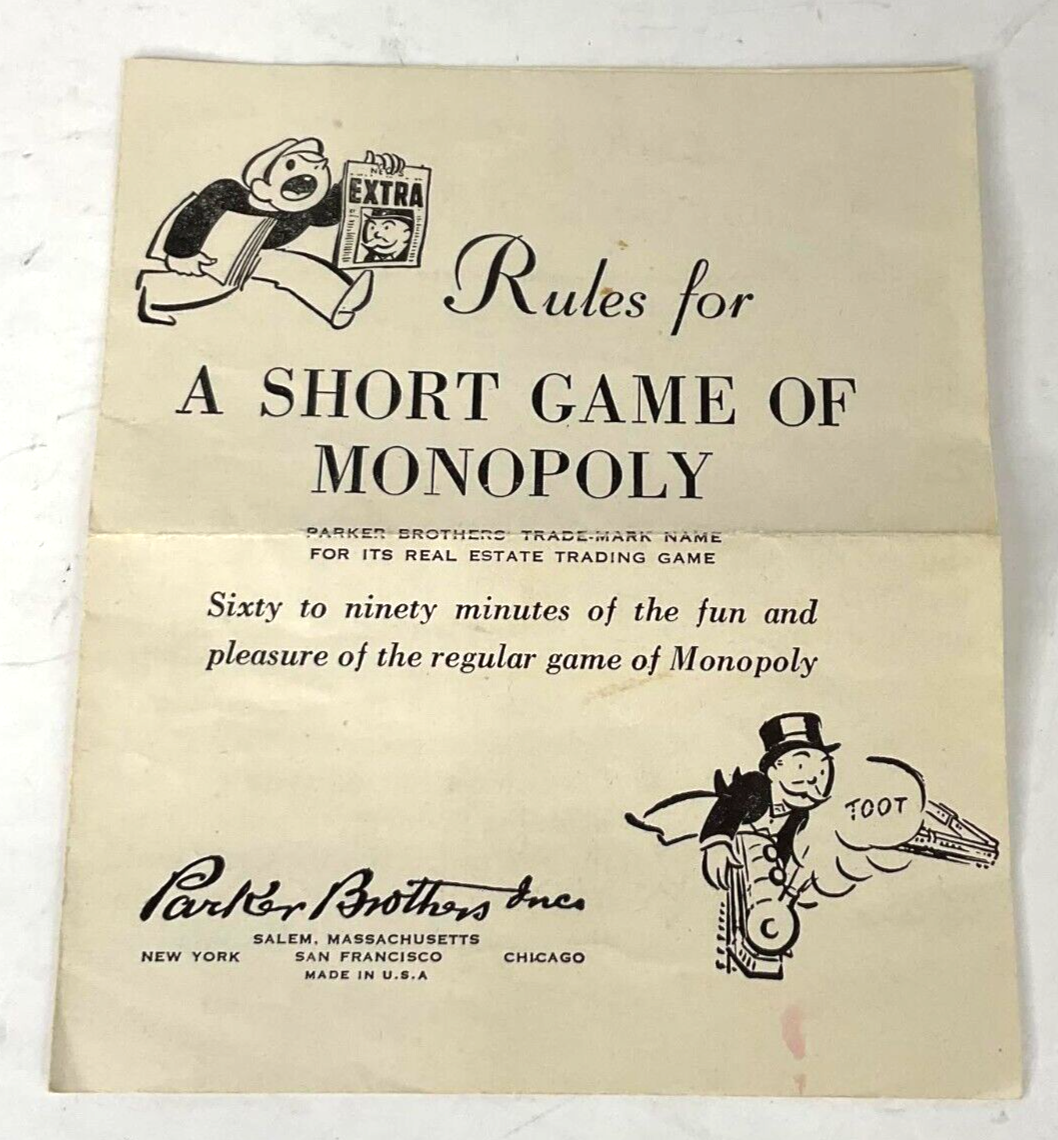 NEWS
EXTRA
Rules for
A SHORT GAME OF
MONOPOLY
PARKER BROTHERS' TRADE-MARK NAME
FOR ITS REAL ESTATE TRADING GAME
Sixty to ninety minutes of the fun and
pleasure of the regular game of Monopoly
TOOT
C
Parker Brothers Inc.
SALEM, MASSACHUSETTS
NEW YORK SAN FRANCISCO CHICAGO
MADE IN U.S.A